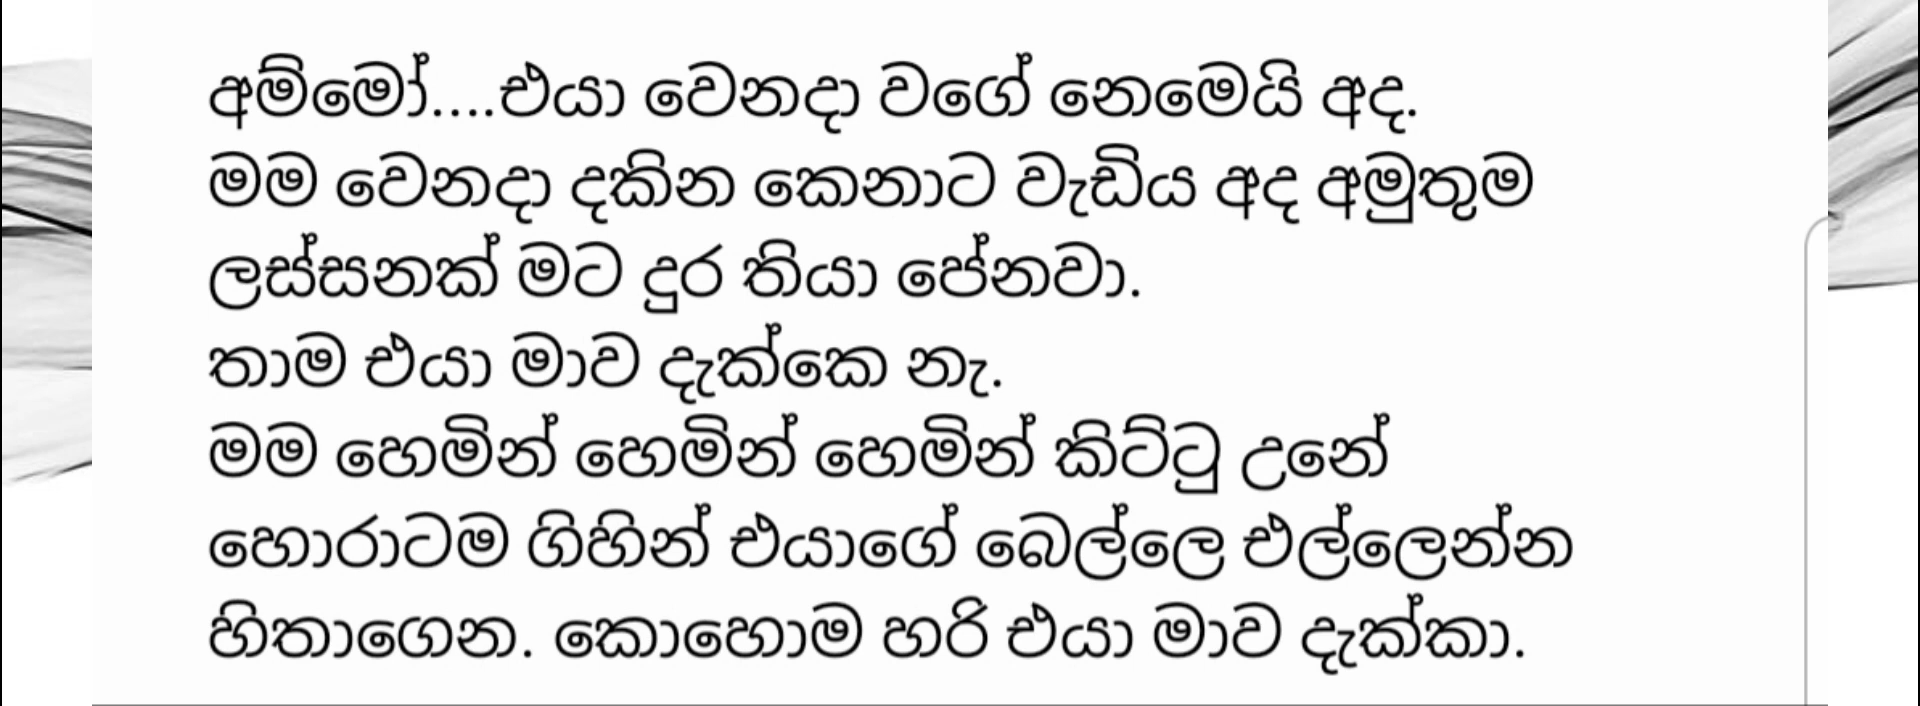 අම්මෝ....එයා වෙනදා වගේ නෙමෙයි අද.
මම වෙනදා දකින කෙනාට වැඩිය අද අමුතුම
ලස්සනක් මට දුර තියා පේනවා.
තාම එයා මාව දැක්කෙ නැ.
මම හෙමින් හෙමින් හෙමින් කිට්ටු උනේ
හොරාටම ගිහින් එයාගේ බෙල්ලෙ එල්ලෙන්න
හිතාගෙන. කොහොම හරි එයා මාව දැක්කා.